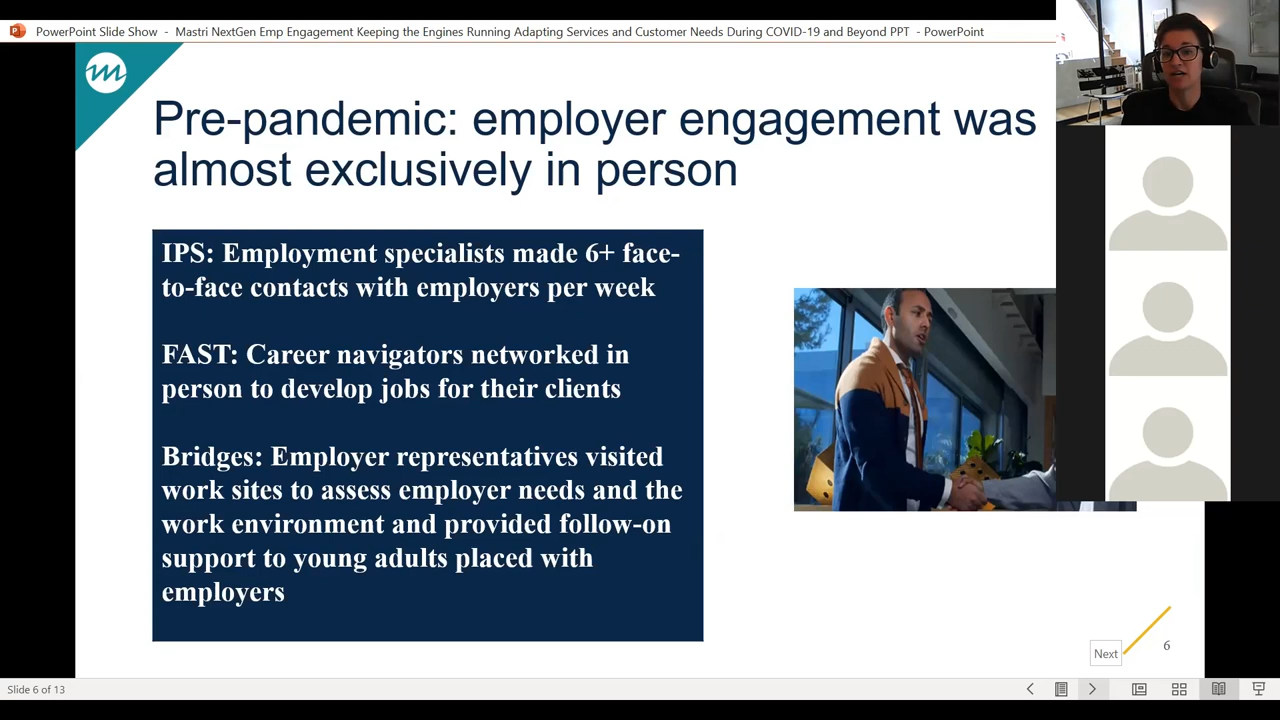 PowerPoint Slide Show - Mastri NextGen Emp Engagement Keeping the Engines Running Adapting Services and Customer Needs During COVID-19 and Beyond PPT - PowerPoint
Pre-pandemic: employer engagement was
almost exclusively in person
IPS: Employment specialists made 6+ face-
to-face contacts with employers per week
FAST: Career navigators networked in
person to develop jobs for their clients
Bridges: Employer representatives visited
work sites to assess employer needs and the
work environment and provided follow-on
support to young adults placed with
employers
Next
6
Slide 6 of 13